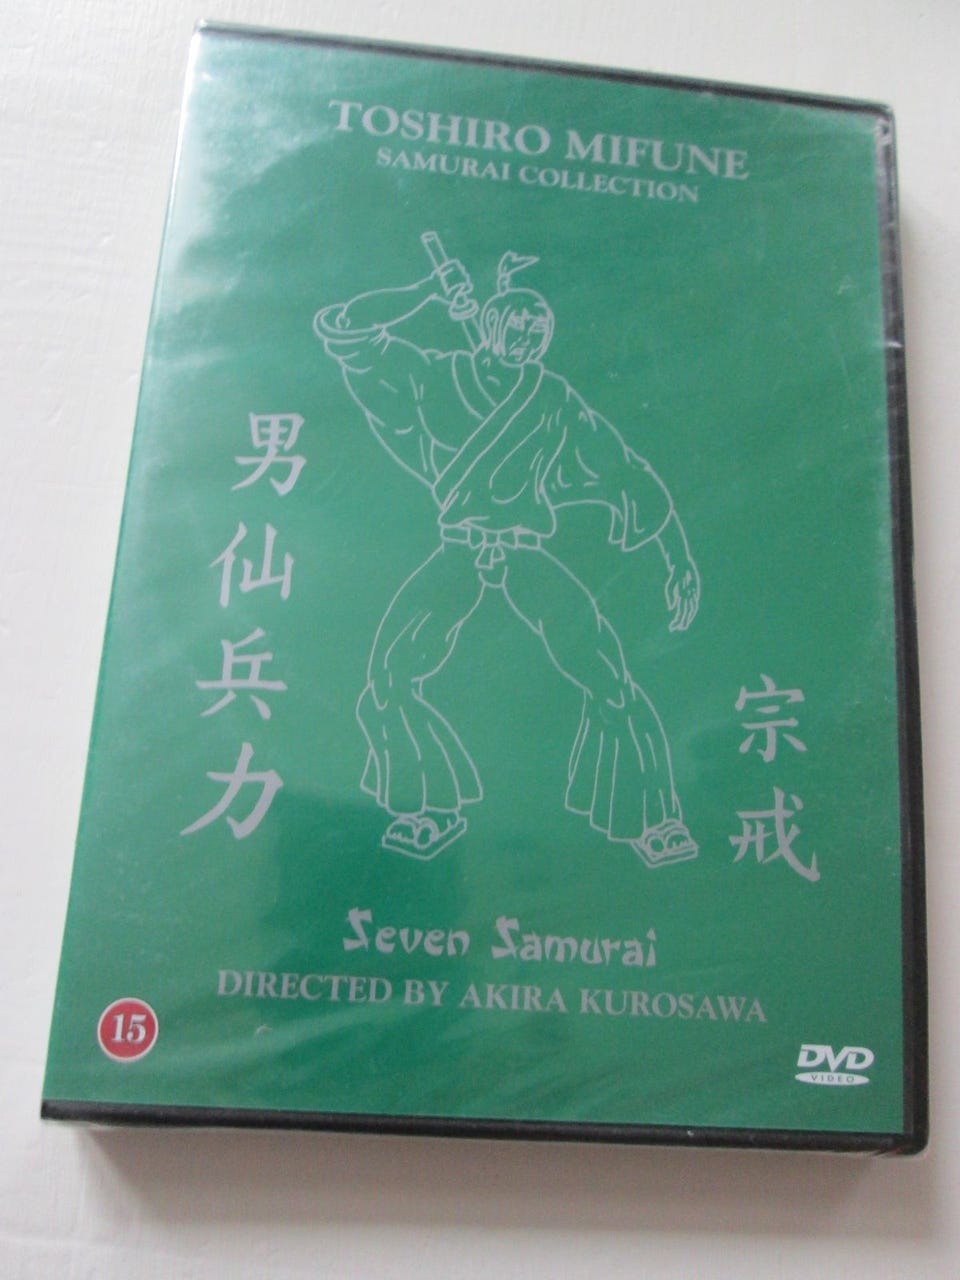 TOSHIRO MIFUNE
SAMURAI COLLECTION
男仙兵力
宗戒
Seven Samurai
DIRECTED BY AKIRA KUROSAWA
15
DVD
VIDEO